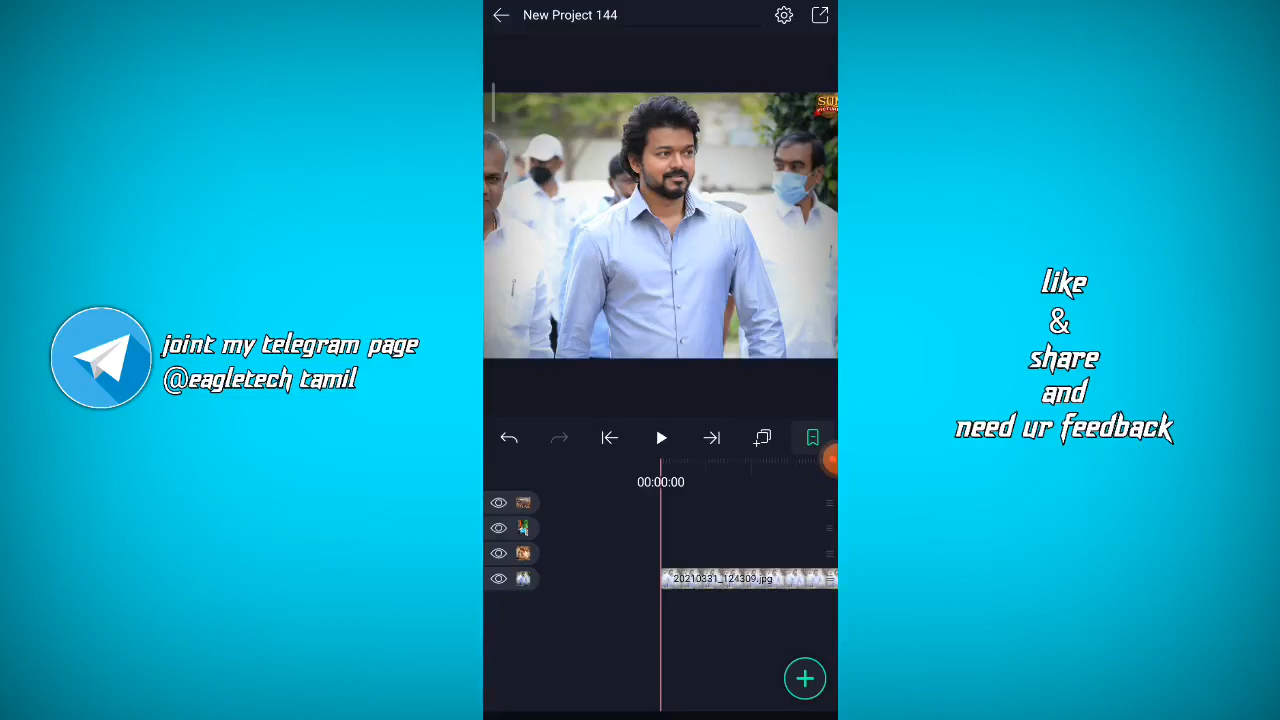 New Project 144
SUN
joint my telegram page
@eagletech tamil
like
&
share
and
need ur feedback
00:00:00
20210331_124309.jpg